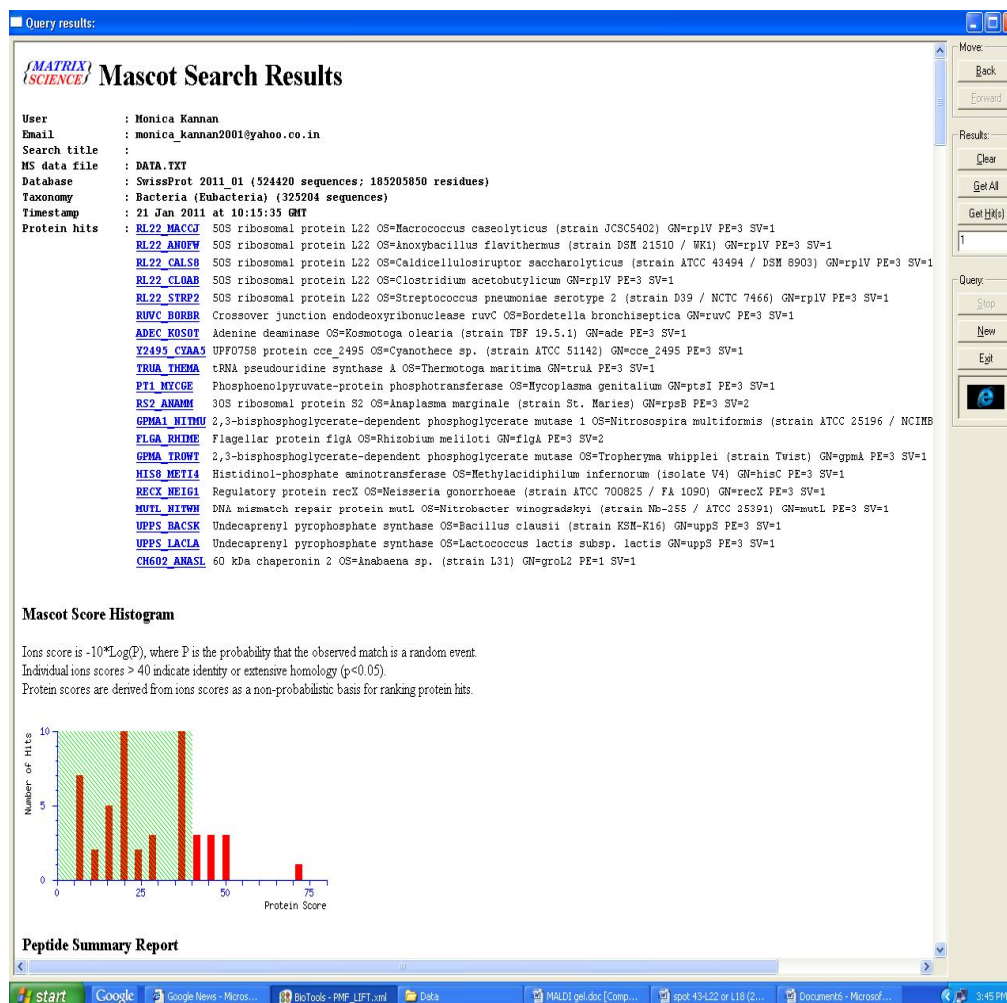 Query results:
{MATRIX SCIENCE} Mascot Search Results
User : Monica Kannan
Email : monica_kannan2001@yahoo.co.in
Search title :
MS data file : DATA.TXT
Database : SwissProt 2011_01 (524420 sequences; 185205850 residues)
Taxonomy : Bacteria (Eubacteria) (325204 sequences)
Timestamp : 21 Jan 2011 at 10:15:35 GMT
Protein hits : RL22_MACCJ 50S ribosomal protein L22 OS=Macrococcus caseolyticus (strain JCSC5402) GN=rplV PE=3 SV=1
RL22_ANOFW 50S ribosomal protein L22 OS=Anoxybacillus flavithermus (strain DSM 21510 / WK1) GN=rplV PE=3 SV=1
RL22_CALS8 50S ribosomal protein L22 OS=Caldicellulosiruptor saccharolyticus (strain ATCC 43494 / DSM 8903) GN=rplV PE=3 SV=1
RL22_CLOAB 50S ribosomal protein L22 OS=Clostridium acetobutylicum GN=rplV PE=3 SV=1
RL22_STRP2 50S ribosomal protein L22 OS=Streptococcus pneumoniae serotype 2 (strain D39 / NCTC 7466) GN=rplV PE=3 SV=1
RUVC_BORBR Crossover junction endodeoxyribonuclease ruvC OS=Bordetella bronchiseptica GN=ruvC PE=3 SV=1
ADEC_KOSOT Adenine deaminase OS=Kosmotoga olearia (strain TBF 19.5.1) GN=ade PE=3 SV=1
Y2495_CYAA5 UPF0758 protein cce_2495 OS=Cyanothece sp. (strain ATCC 51142) GN=cce_2495 PE=3 SV=1
TRUA_THEMA tRNA pseudouridine synthase A OS=Thermotoga maritima GN=truA PE=3 SV=1
PT1_MYCGE Phosphoenolpyruvate-protein phosphotransferase OS=Mycoplasma genitalium GN=ptsI PE=3 SV=1
RS2_ANAMM 30S ribosomal protein S2 OS=Anaplasma marginale (strain St. Maries) GN=rpsB PE=3 SV=2
GPMA1_NITMU 2,3-bisphosphoglycerate-dependent phosphoglycerate mutase 1 OS=Nitrosospira multiformis (strain ATCC 25196 / NCIMB
FLGA_RHIME Flagellar protein flgA OS=Rhizobium meliloti GN=flgA PE=3 SV=2
GPMA_TROWT 2,3-bisphosphoglycerate-dependent phosphoglycerate mutase OS=Tropheryma whipplei (strain Twist) GN=gpmA PE=3 SV=1
HIS8_METI4 Histidinol-phosphate aminotransferase OS=Methylacidiphilum infernorum (isolate V4) GN=hisC PE=3 SV=1
RECX_NEIG1 Regulatory protein recX OS=Neisseria gonorrhoeae (strain ATCC 700825 / FA 1090) GN=recX PE=3 SV=1
MUTL_NITWN DNA mismatch repair protein mutL OS=Nitrobacter winogradskyi (strain Nb-255 / ATCC 25391) GN=mutL PE=3 SV=1
UPPS_BACSK Undecaprenyl pyrophosphate synthase OS=Bacillus clausii (strain KSM-K16) GN=uppS PE=3 SV=1
UPPS_LACLA Undecaprenyl pyrophosphate synthase OS=Lactococcus lactis subsp. lactis GN=uppS PE=3 SV=1
CH602_ANASL 60 kDa chaperonin 2 OS=Anabaena sp. (strain L31) GN=groL2 PE=1 SV=1
Mascot Score Histogram
Ions score is -10*Log(P), where P is the probability that the observed match is a random event.
Individual ions scores > 40 indicate identity or extensive homology (p<0.05).
Protein scores are derived from ions scores as a non-probabilistic basis for ranking protein hits.
Number of Hits
10
5
0
0 25 50 75
Protein Score
Peptide Summary Report
Move:
Back
Forward
Results:
Clear
Get All
Get Hit(s)
1
Query:
Stop
New
Exit
start Google Google News - Micros... BioTools - PMF_LIFT.xml Data MALDI gel.doc [Comp... spot 43-L22 or L18 (2... Document6 - Microsof... 3:45 PM